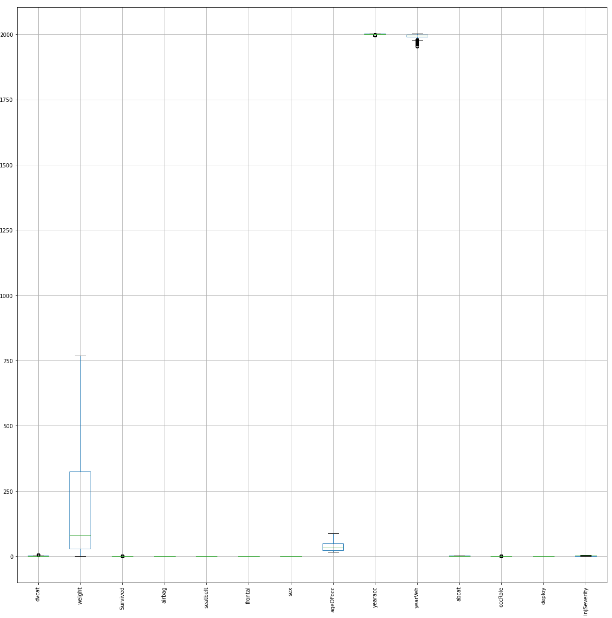 2000
1750
1500
1250
1000
750
500
250
0
dvcat
weight
Survived
airbag
seatbelt
frontal
sex
ageOFocc
yearacc
yearVeh
abcat
occRole
deploy
injSeverity